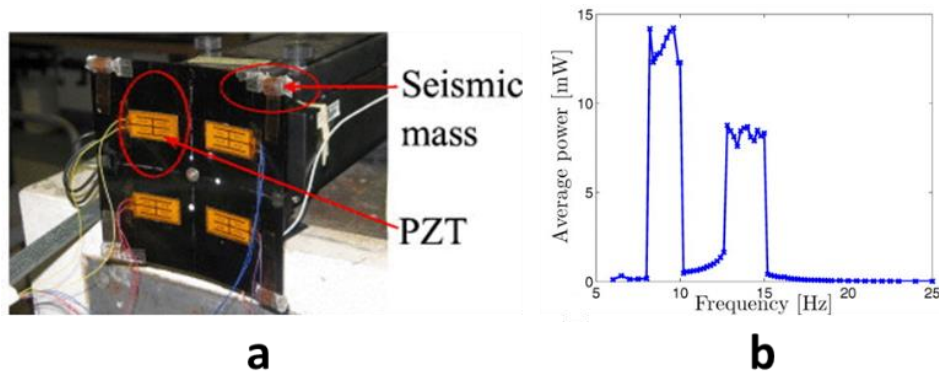 Seismic
mass
PZT
a
Average power [mW]
15
10
5
0
5
10
15
20
25
Frequency [Hz]
b